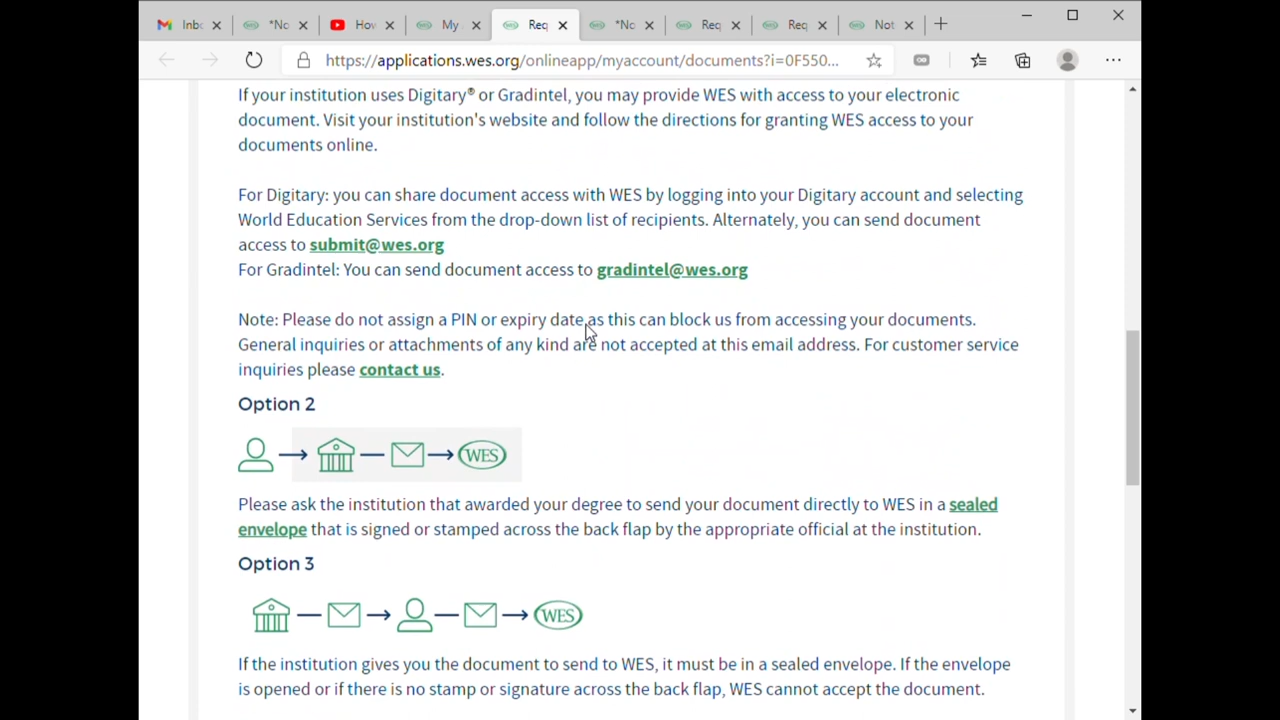 Inbo
*No
How
My
Req
*No
Req
Req
Not
https://applications.wes.org/onlineapp/myaccount/documents?i=0F550...
If your institution uses Digitary® or Gradintel, you may provide WES with access to your electronic
document. Visit your institution's website and follow the directions for granting WES access to your
documents online.
For Digitary: you can share document access with WES by logging into your Digitary account and selecting
World Education Services from the drop-down list of recipients. Alternately, you can send document
access to submit@wes.org
For Gradintel: You can send document access to gradintel@wes.org
Note: Please do not assign a PIN or expiry date as this can block us from accessing your documents.
General inquiries or attachments of any kind are not accepted at this email address. For customer service
inquiries please contact us.
Option 2
WES
Please ask the institution that awarded your degree to send your document directly to WES in a sealed
envelope that is signed or stamped across the back flap by the appropriate official at the institution.
Option 3
WES
If the institution gives you the document to send to WES, it must be in a sealed envelope. If the envelope
is opened or if there is no stamp or signature across the back flap, WES cannot accept the document.